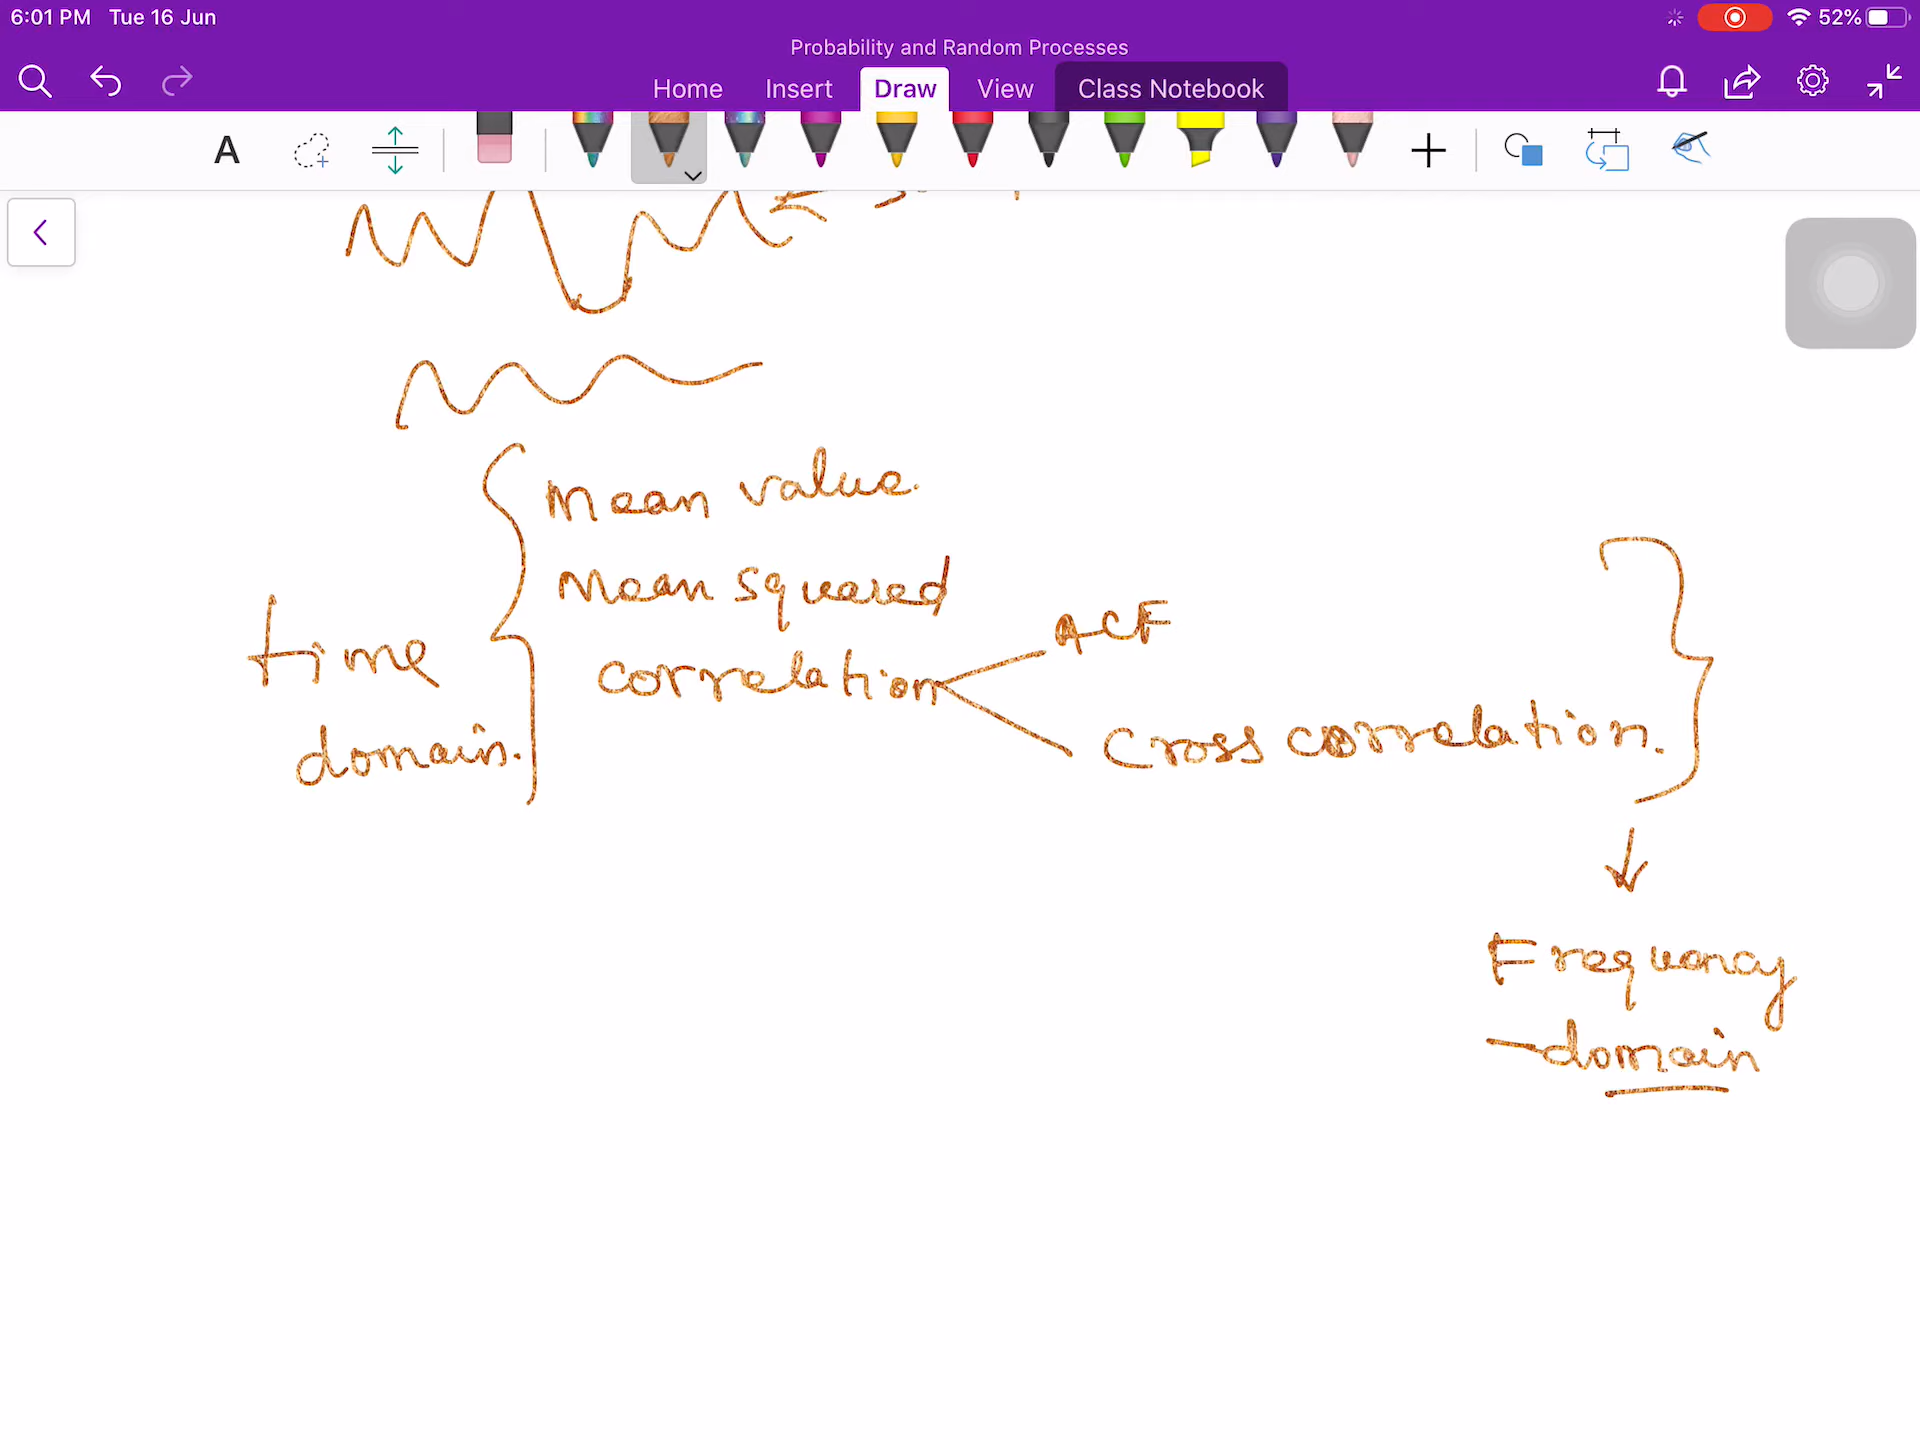 6:01 PM Tue 16 Jun
52%
Probability and Random Processes
Home Insert Draw View Class Notebook
A
Mean value.
Mean squared
time
correlation
ACF
domain.
Cross correlation.
Frequency
-domain